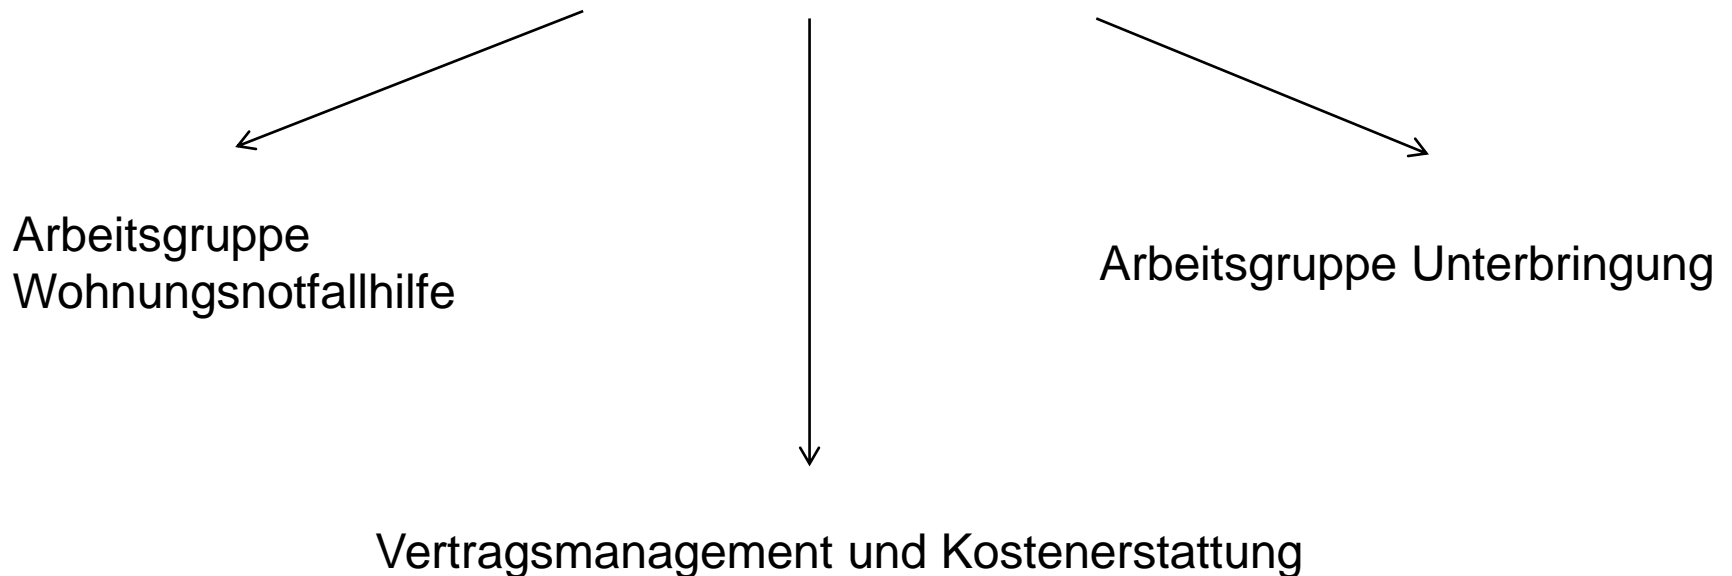 Arbeitsgruppe
Wohnungsnotfallhilfe
Arbeitsgruppe Unterbringung
Vertragsmanagement und Kostenerstattung